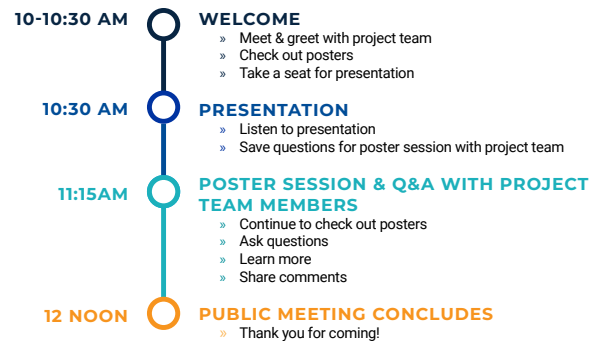 10-10:30 AM
WELCOME
» Meet & greet with project team
» Check out posters
» Take a seat for presentation
10:30 AM
PRESENTATION
» Listen to presentation
» Save questions for poster session with project team
11:15AM
POSTER SESSION & Q&A WITH PROJECT
TEAM MEMBERS
» Continue to check out posters
» Ask questions
» Learn more
» Share comments
12 NOON
PUBLIC MEETING CONCLUDES
» Thank you for coming!